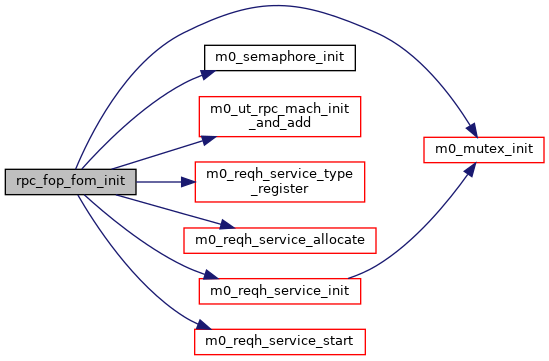 rpc_fop_fom_init
m0_semaphore_init
m0_ut_rpc_mach_init
_and_add
m0_reqh_service_type
_register
m0_reqh_service_allocate
m0_reqh_service_init
m0_reqh_service_start
m0_mutex_init